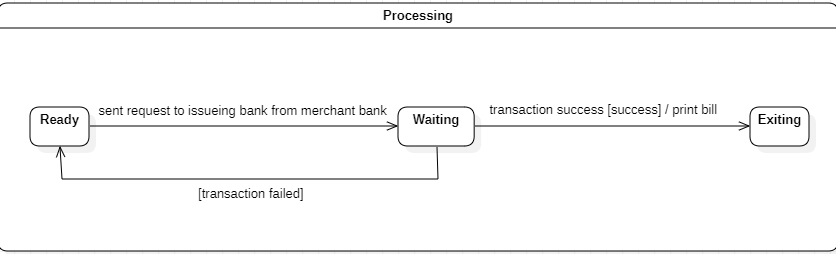 Processing
sent request to issueing bank from merchant bank
transaction success [success] / print bill
Ready
Waiting
Exiting
[transaction failed]